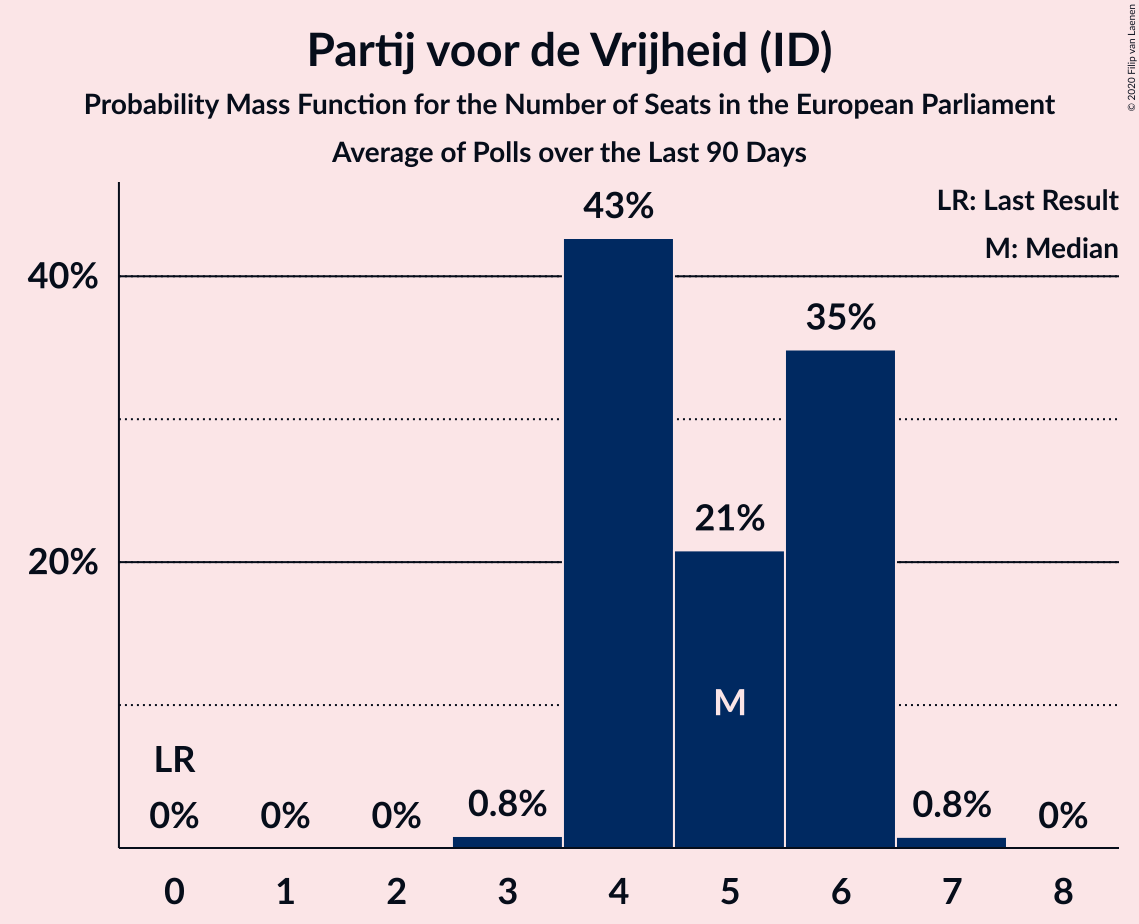 Partij voor de Vrijheid (ID)
Probability Mass Function for the Number of Seats in the European Parliament
Average of Polls over the Last 90 Days
© 2020 Filip van Laenen
LR: Last Result
M: Median
43%
40%
35%
21%
20%
M
LR
0%
0%
0%
0.8%
0.8%
0%
0 1 2 3 4 5 6 7 8